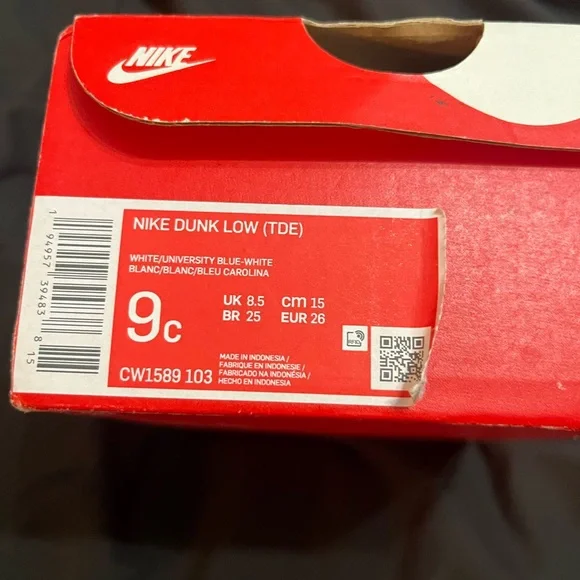 NIKE
NIKE DUNK LOW (TDE)
WHITE/UNIVERSITY BLUE-WHITE
BLANC/BLANC/BLEU CAROLINA
9c
UK 8.5 cm 15
BR 25 EUR 26
CW1589 103
MADE IN INDONESIA /
FABRIQUE EN INDONESIE /
FABRICADO NA INDONÉSIA /
HECHO EN INDONESIA
RFID
1 94957 39483 8 15